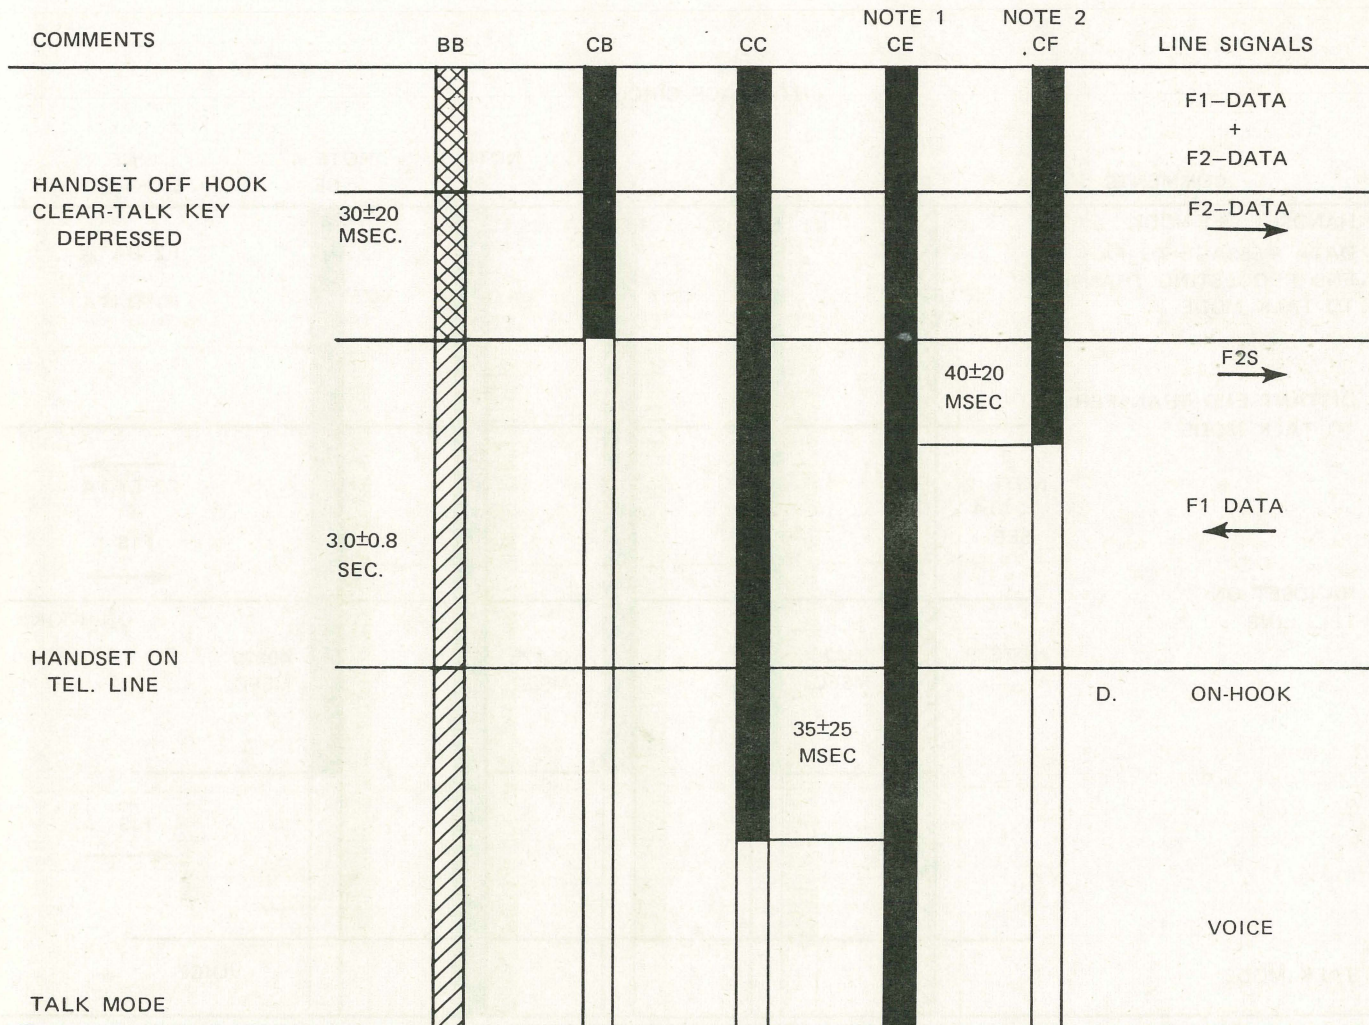 NOTE 1 NOTE 2
COMMENTS BB CB CC CE CF LINE SIGNALS
F1–DATA
+
F2–DATA
HANDSET OFF HOOK
CLEAR-TALK KEY
DEPRESSED
30±20
MSEC.
F2–DATA
40±20
MSEC
F2S
3.0±0.8
SEC.
F1 DATA
HANDSET ON
TEL. LINE
D. ON-HOOK
35±25
MSEC
VOICE
TALK MODE